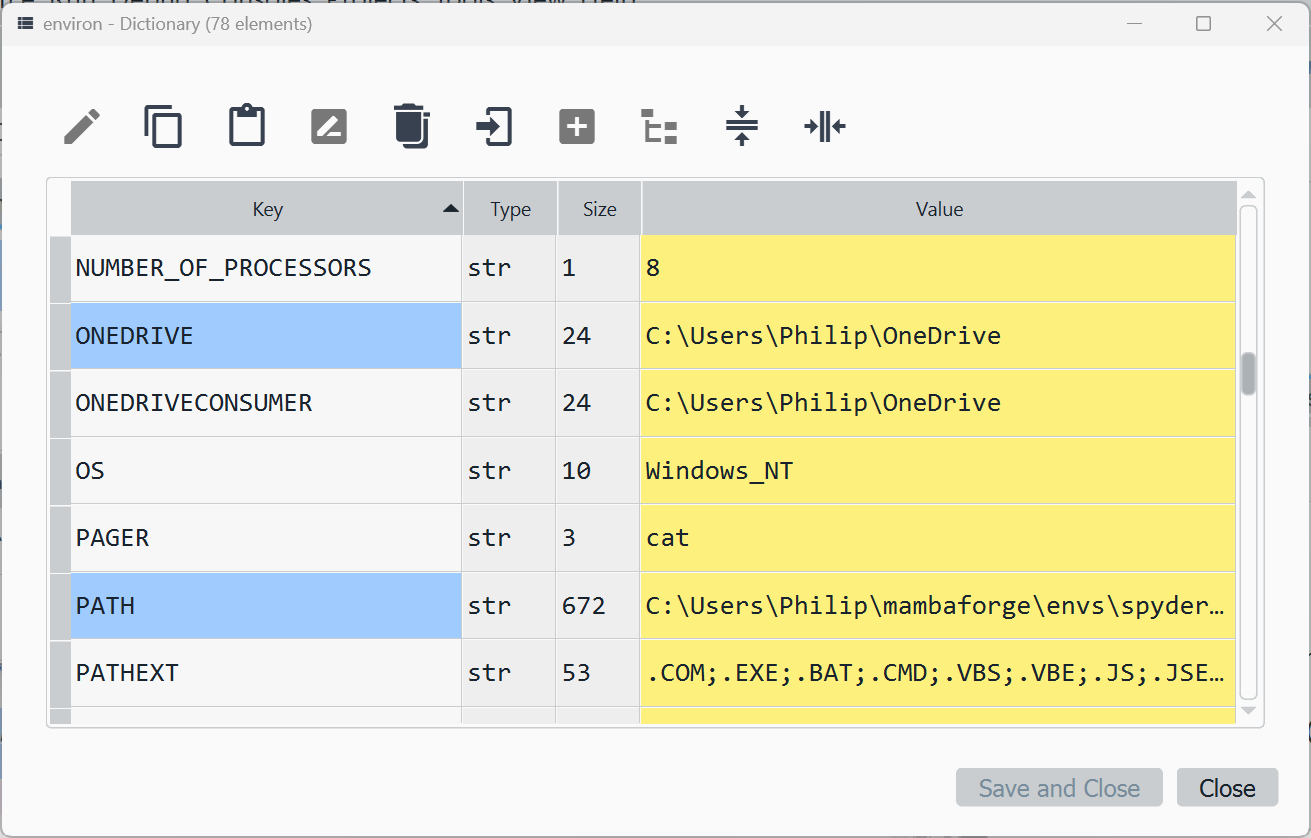 environ - Dictionary (78 elements)
Key Type Size Value
NUMBER_OF_PROCESSORS str 1 8
ONEDRIVE str 24 C:\Users\Philip\OneDrive
ONEDRIVECONSUMER str 24 C:\Users\Philip\OneDrive
OS str 10 Windows_NT
PAGER str 3 cat
PATH str 672 C:\Users\Philip\mambaforge\envs\spyder…
PATHEXT str 53 .COM;.EXE;.BAT;.CMD;.VBS;.VBE;.JS;.JSE…
Save and Close Close